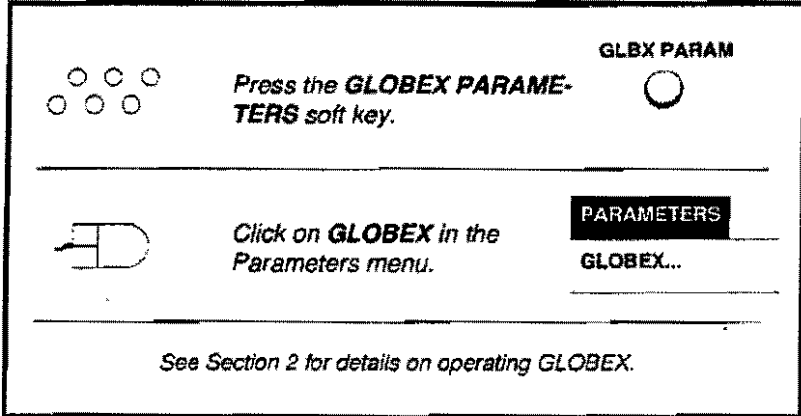 GLBX PARAM
Press the GLOBEX PARAME-
TERS soft key.
Click on GLOBEX in the
Parameters menu.
PARAMETERS
GLOBEX...
See Section 2 for details on operating GLOBEX.